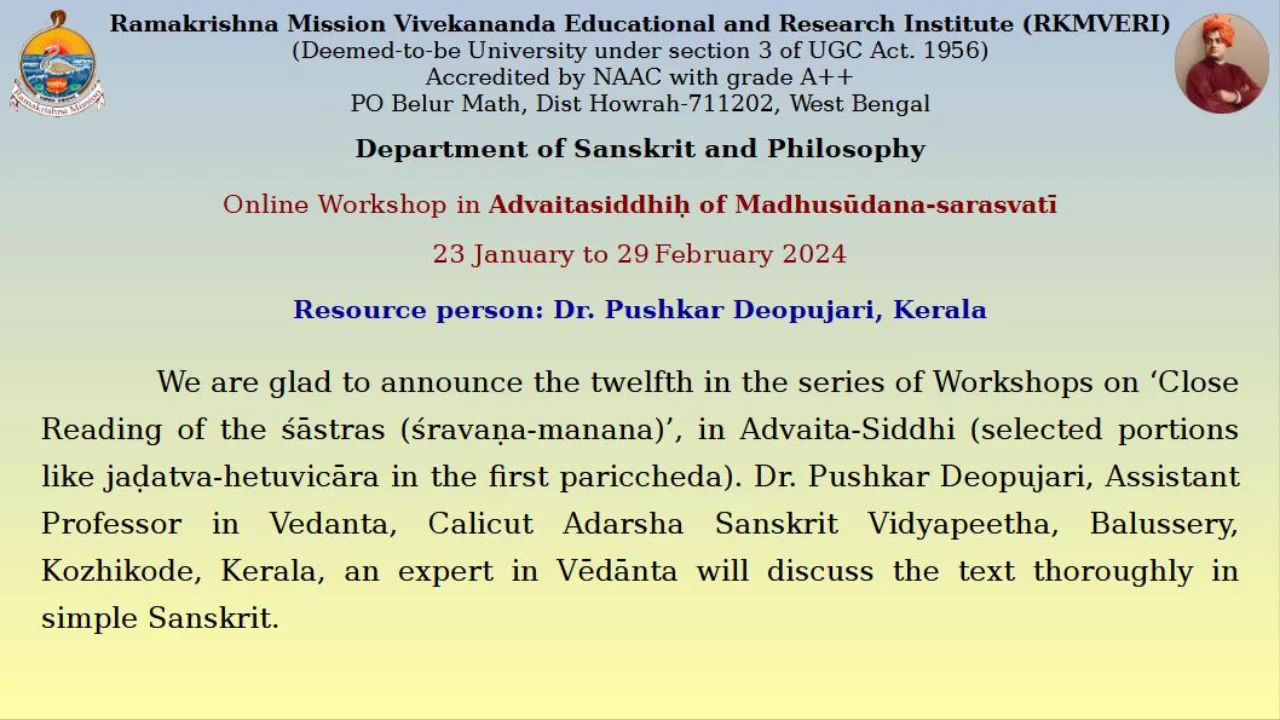 Ramakrishna Mission Vivekananda Educational and Research Institute (RKMVERI)
(Deemed-to-be University under section 3 of UGC Act. 1956)
Accredited by NAAC with grade A++
PO Belur Math, Dist Howrah-711202, West Bengal
Ramakrishna Mission
Department of Sanskrit and Philosophy
Online Workshop in Advaitasiddhiḥ of Madhusūdana-sarasvatī
23 January to 29 February 2024
Resource person: Dr. Pushkar Deopujari, Kerala
We are glad to announce the twelfth in the series of Workshops on ‘Close
Reading of the śāstras (śravaṇa-manana)’, in Advaita-Siddhi (selected portions
like jaḍatva-hetuvicāra in the first pariccheda). Dr. Pushkar Deopujari, Assistant
Professor in Vedanta, Calicut Adarsha Sanskrit Vidyapeetha, Balussery,
Kozhikode, Kerala, an expert in Vēdānta will discuss the text thoroughly in
simple Sanskrit.